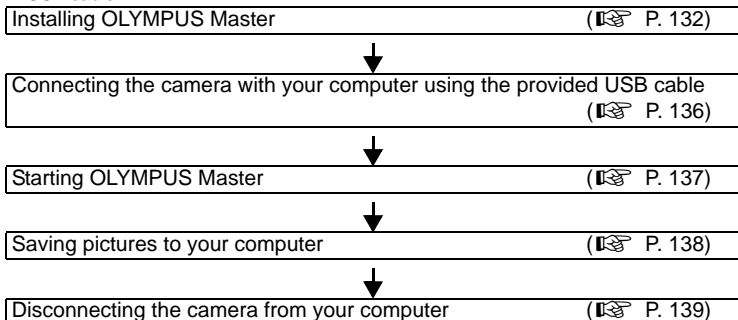 Installing OLYMPUS Master (☞ P. 132)
Connecting the camera with your computer using the provided USB cable
(☞ P. 136)
Starting OLYMPUS Master (☞ P. 137)
Saving pictures to your computer (☞ P. 138)
Disconnecting the camera from your computer (☞ P. 139)